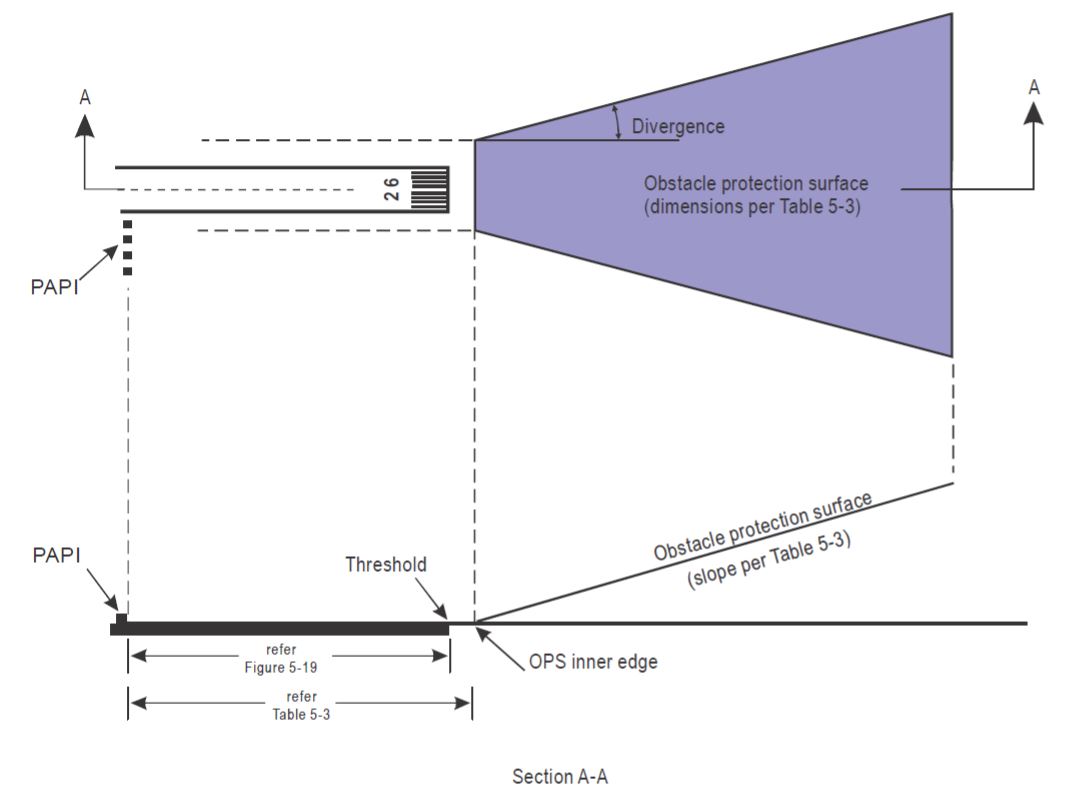 A
A
Divergence
26
Obstacle protection surface
(dimensions per Table 5-3)
PAPI
Obstacle protection surface
(slope per Table 5-3)
PAPI
Threshold
refer
Figure 5-19
OPS inner edge
refer
Table 5-3
Section A-A